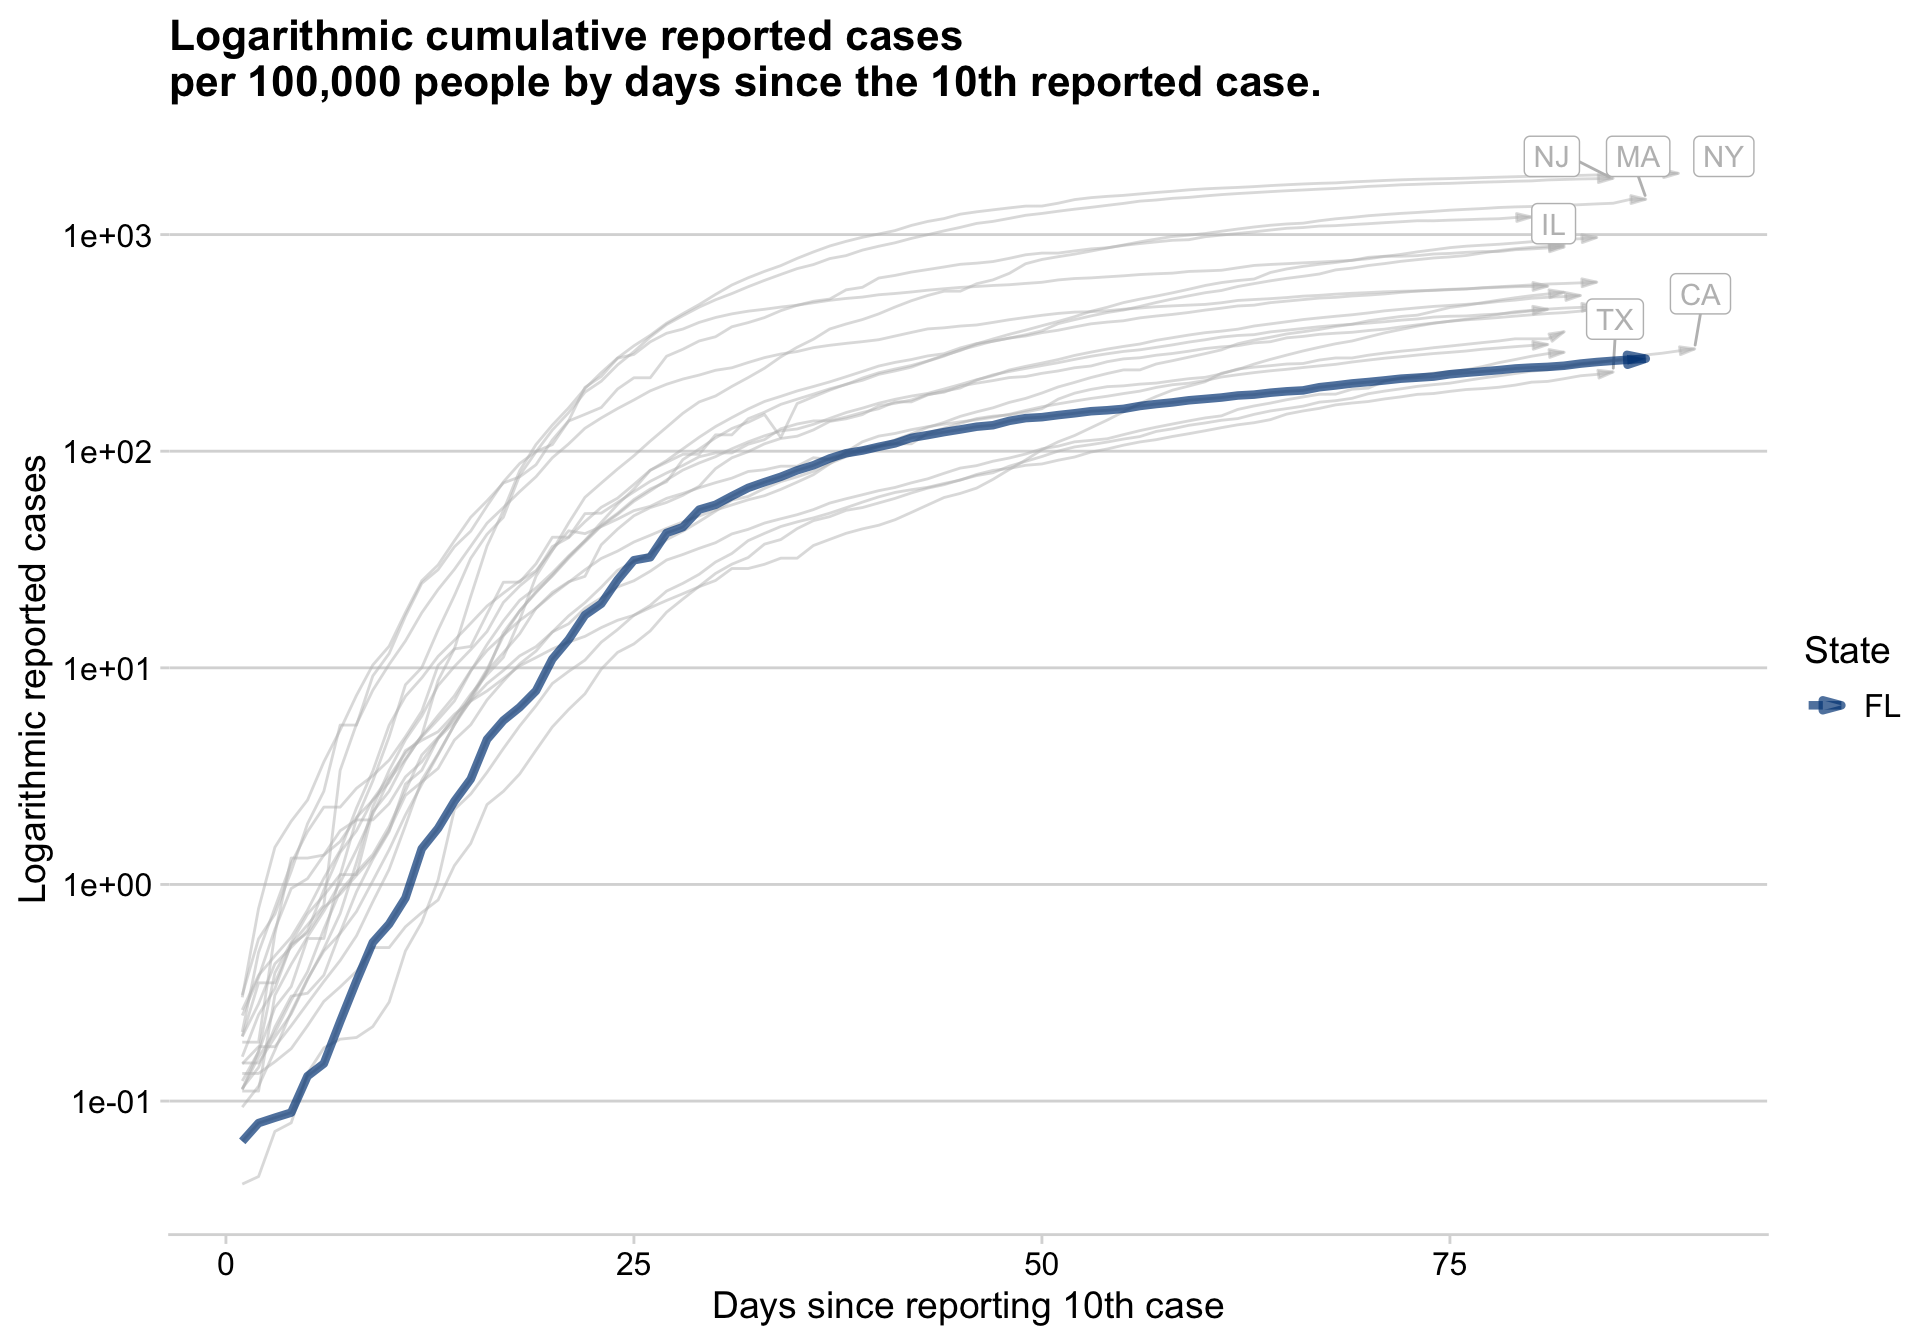 Logarithmic cumulative reported cases
per 100,000 people by days since the 10th reported case.
NJ
MA
NY
IL
CA
TX
1e+03
1e+02
1e+01
1e+00
1e-01
Logarithmic reported cases
State
FL
0
25
50
75
Days since reporting 10th case